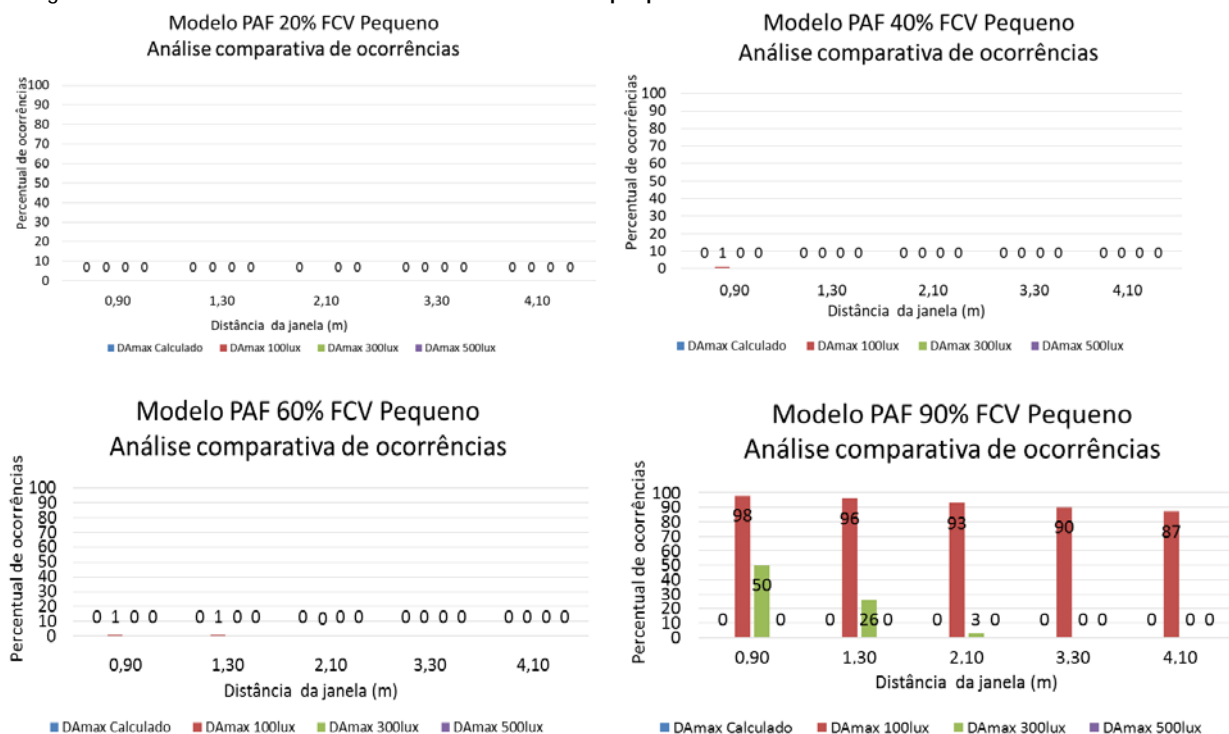 Modelo PAF 20% FCV Pequeno
Análise comparativa de ocorrências
Percentual de ocorrências
100
90
80
70
60
50
40
30
20
10
0
0 0 0 0 0 0 0 0 0 0 0 0 0 0 0 0 0 0 0
0,90 1,30 2,10 3,30 4,10
Distância da janela (m)
DAmax Calculado DAmax 100lux DAmax 300lux DAmax 500lux
Modelo PAF 40% FCV Pequeno
Análise comparativa de ocorrências
Percentual de ocorrências
100
90
80
70
60
50
40
30
20
10
0
0 1 0 0 0 0 0 0 0 0 0 0 0 0 0 0 0 0 0 0
0,90 1,30 2,10 3,30 4,10
Distância da janela (m)
DAmax Calculado DAmax 100lux DAmax 300lux DAmax 500lux
Modelo PAF 60% FCV Pequeno
Análise comparativa de ocorrências
Percentual de ocorrências
100
90
80
70
60
50
40
30
20
10
0
0 1 0 0 0 1 0 0 0 0 0 0 0 0 0 0 0 0 0 0
0,90 1,30 2,10 3,30 4,10
Distância da janela (m)
DAmax Calculado DAmax 100lux DAmax 300lux DAmax 500lux
Modelo PAF 90% FCV Pequeno
Análise comparativa de ocorrências
Percentual de ocorrências
100
90
80
70
60
50
40
30
20
10
0
0 98 50 0 0 96 26 0 0 93 3 0 0 90 0 0 0 87 0 0
0,90 1,30 2,10 3,30 4,10
Distância da janela (m)
DAmax Calculado DAmax 100lux DAmax 300lux DAmax 500lux